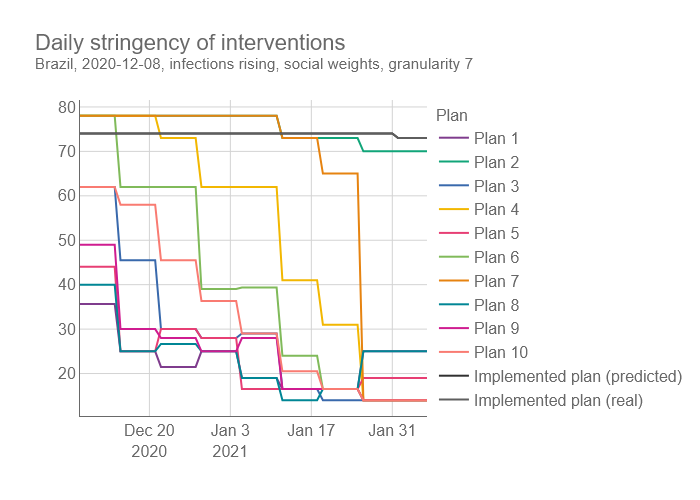 Daily stringency of interventions
Brazil, 2020-12-08, infections rising, social weights, granularity 7
80
70
60
50
40
30
20
Dec 20
2020
Jan 3
2021
Jan 17
Jan 31
Plan
Plan 1
Plan 2
Plan 3
Plan 4
Plan 5
Plan 6
Plan 7
Plan 8
Plan 9
Plan 10
Implemented plan (predicted)
Implemented plan (real)